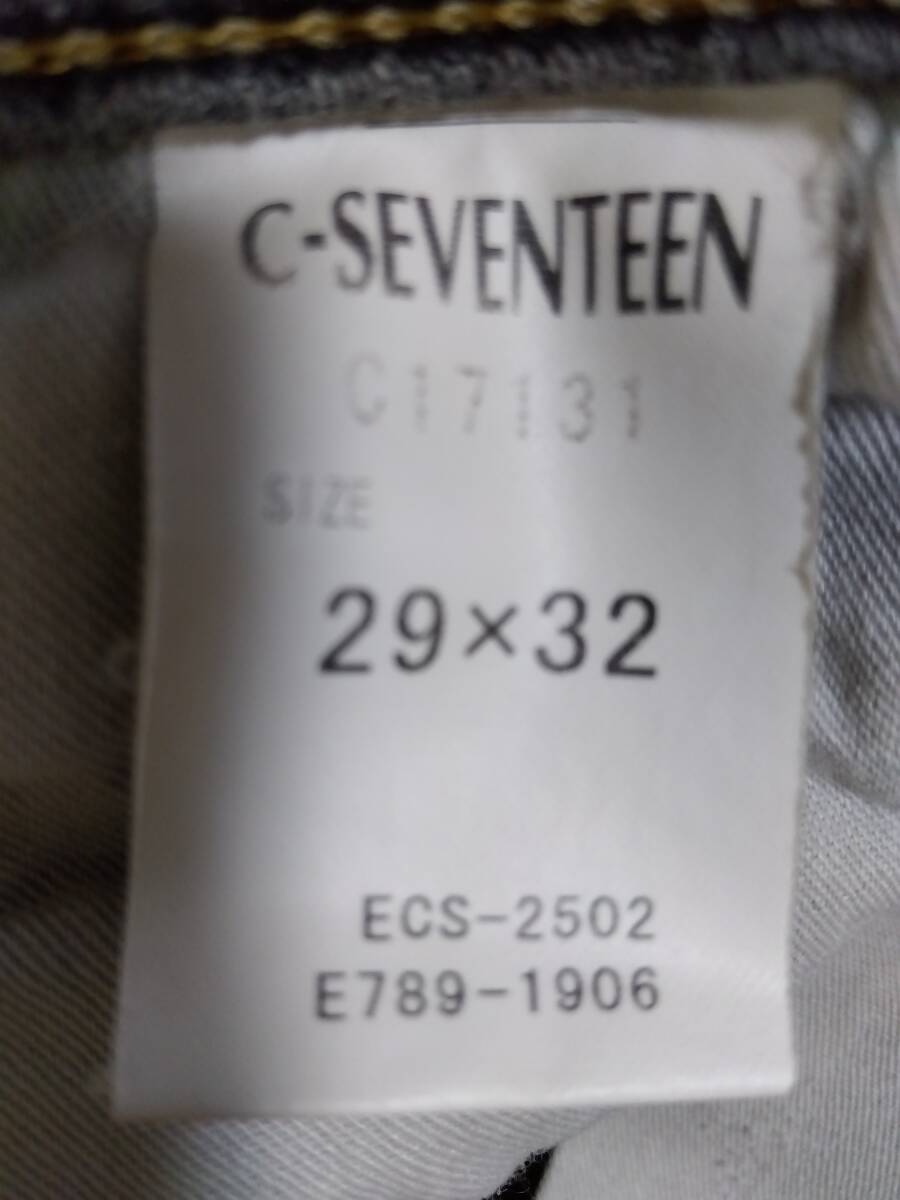 C-SEVENTEEN
C17131
SIZE
29×32
ECS-2502
E789-1906